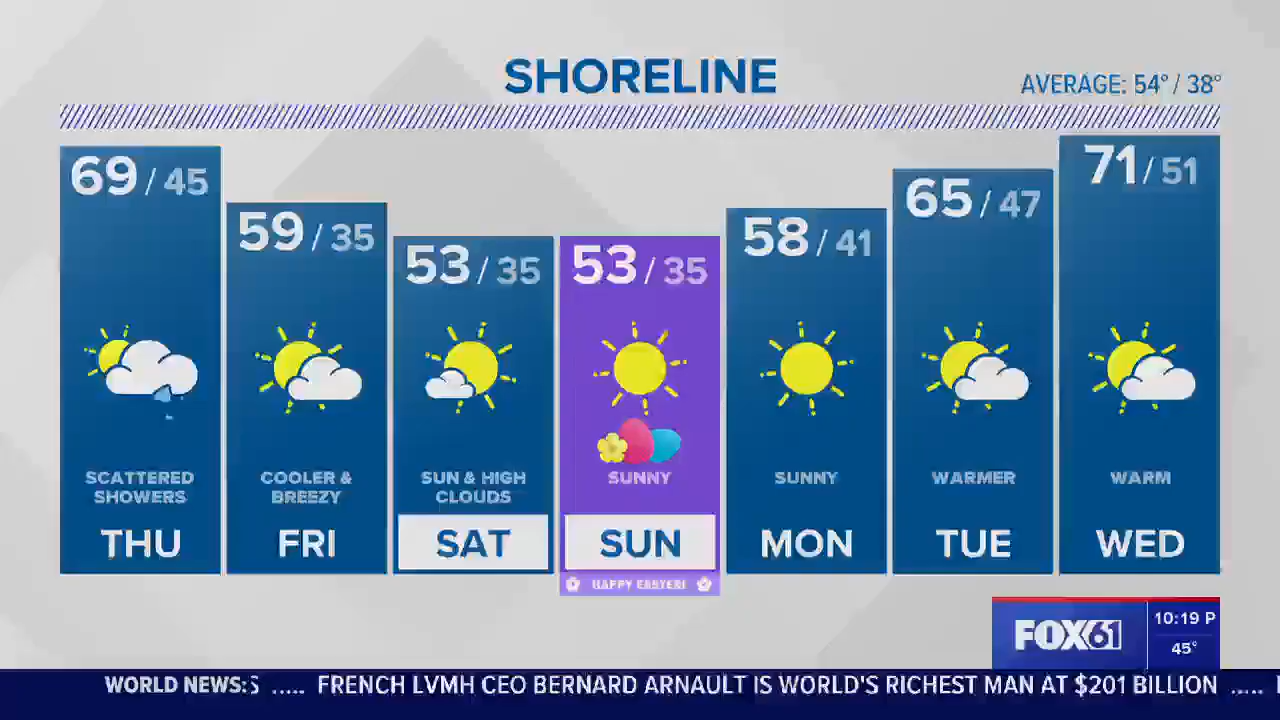 SHORELINE
AVERAGE: 54° / 38°
69 / 45
59 / 35
53 / 35
53 / 35
58 / 41
65 / 47
71 / 51
SCATTERED
SHOWERS
COOLER &
BREEZY
SUN & HIGH
CLOUDS
SUNNY
SUNNY
WARMER
WARM
THU
FRI
SAT
SUN
MON
TUE
WED
HAPPY EASTER!
FOX61
10:19 P
45°
WORLD NEWS: S ..... FRENCH LVMH CEO BERNARD ARNAULT IS WORLD'S RICHEST MAN AT $201 BILLION .....